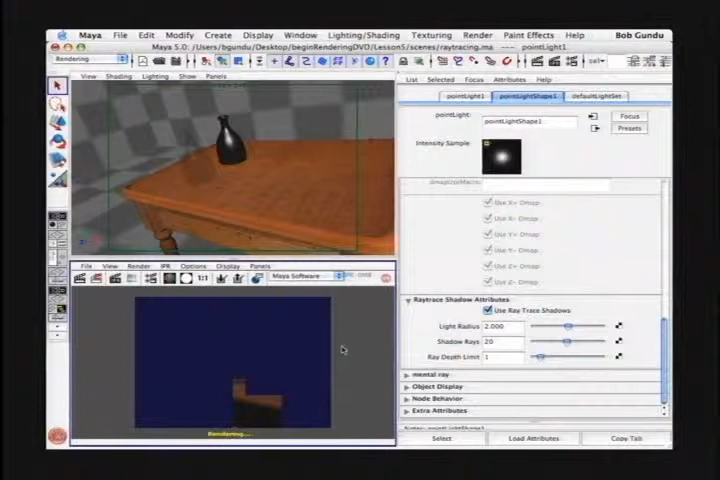 Maya File Edit Modify Create Display Window Lighting/Shading Texturing Render Paint Effects Help Bob Gundu
Maya 5.0: /Users/bgundu/Desktop/beginRenderingDVD/Lesson5/scenes/raytracing.ma --- pointLight1
Rendering
sel
View Shading Lighting Show Panels
List Selected Focus Attributes Help
pointLight1 pointLightShape1 defaultLightSet
pointLight: pointLightShape1
Focus
Presets
Intensity Sample
Use X+ Dmap
Use X- Dmap
Use Y+ Dmap
Use Y- Dmap
Use Z+ Dmap
Use Z- Dmap
File View Render IPR Options Display Panels
1:1 Maya Software
Raytrace Shadow Attributes
Use Ray Trace Shadows
Light Radius 2.000
Shadow Rays 20
Ray Depth Limit 1
mental ray
Object Display
Node Behavior
Extra Attributes
Rendering...
Notes: pointLightShape1
Select Load Attributes Copy Tab